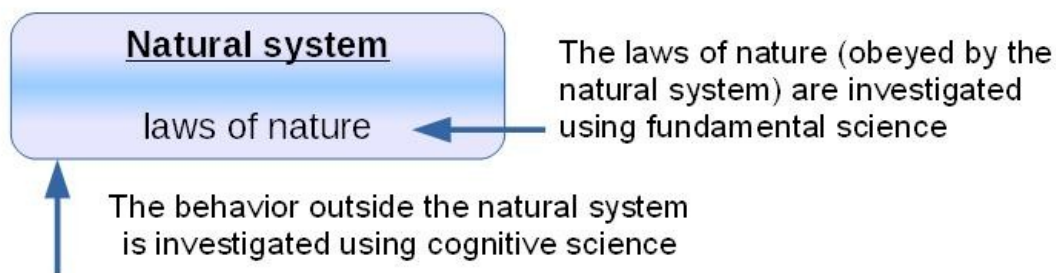 Natural system
laws of nature
The laws of nature (obeyed by the
natural system) are investigated
using fundamental science
The behavior outside the natural system
is investigated using cognitive science